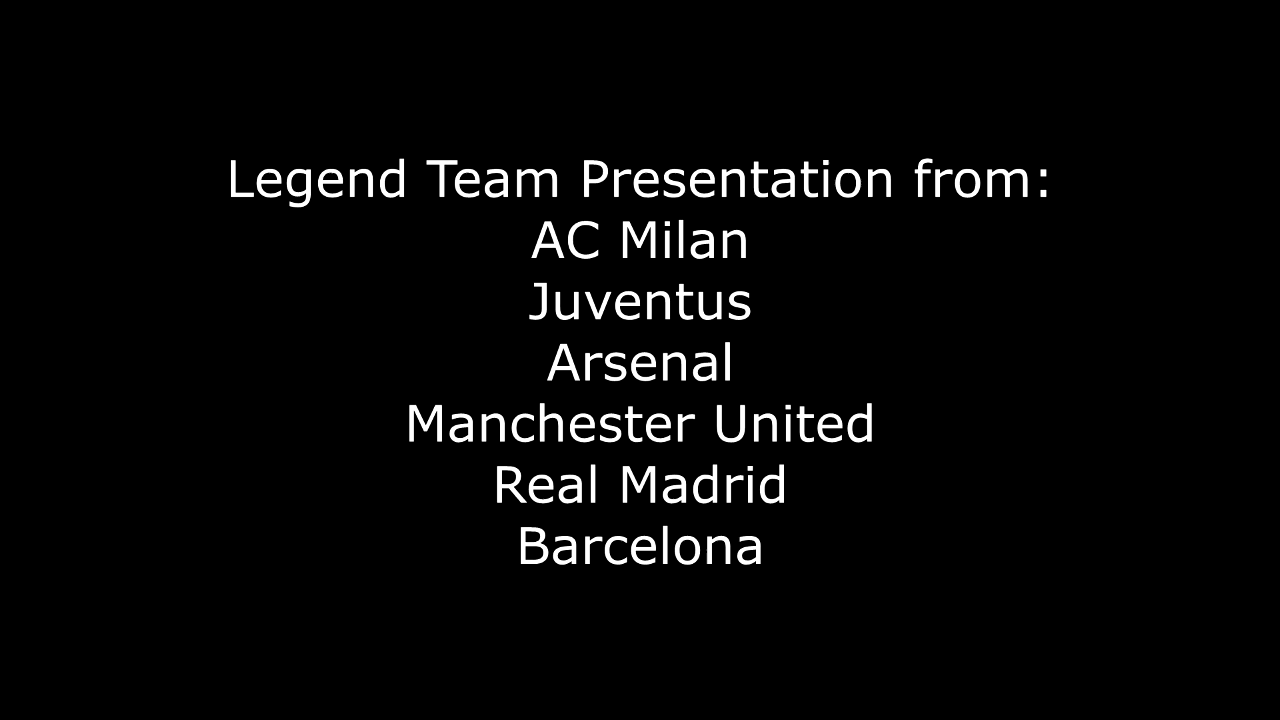 Legend Team Presentation from:
AC Milan
Juventus
Arsenal
Manchester United
Real Madrid
Barcelona